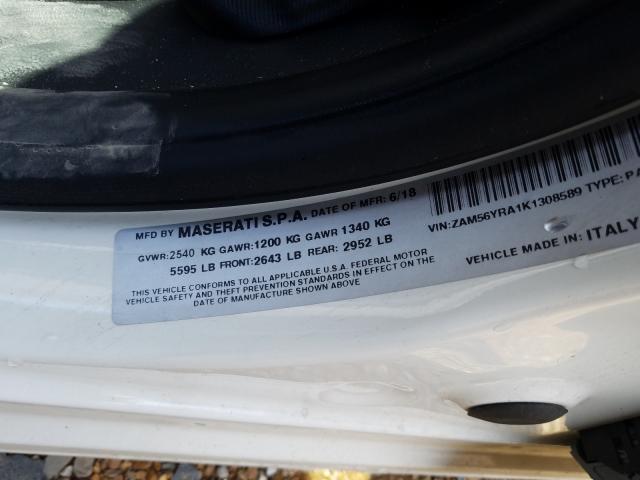 MFD BY MASERATI S.P.A. DATE OF MFR: 6/18
GVWR:2540 KG GAWR:1200 KG GAWR 1340 KG
5595 LB FRONT:2643 LB REAR: 2952 LB
THIS VEHICLE CONFORMS TO ALL APPLICABLE U.S.A. FEDERAL MOTOR
VEHICLE SAFETY AND THEFT PREVENTION STANDARDS IN EFFECT ON THE
DATE OF MANUFACTURE SHOWN ABOVE
VIN:ZAM56YRA1K1308589 TYPE: PA
VEHICLE MADE IN: ITALY